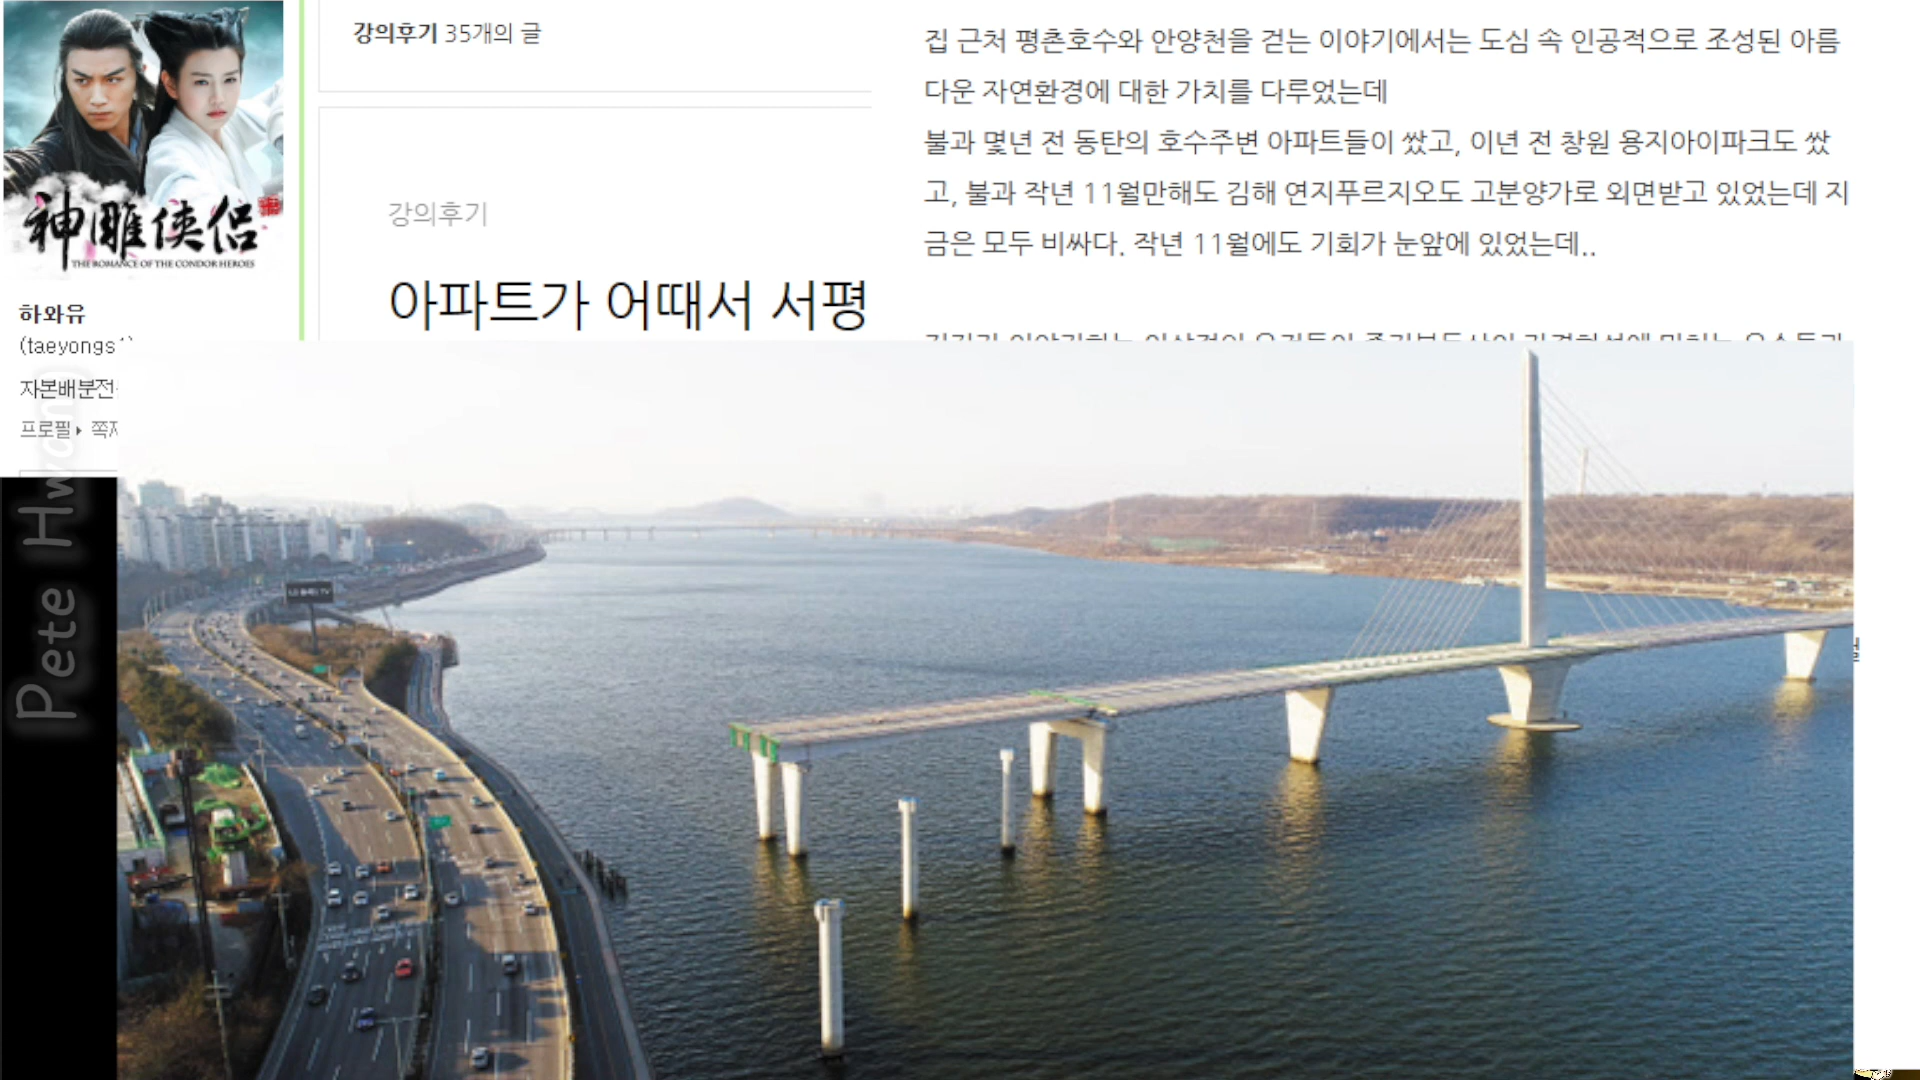 神雕侠侣
THE ROMANCE OF THE CONDOR HEROES
하와유
(taeyongs
자본배분전
프로필 쪽지
강의후기 35개의 글
강의후기
아파트가 어때서 서평
집 근처 평촌호수와 안양천을 걷는 이야기에서는 도심 속 인공적으로 조성된 아름
다운 자연환경에 대한 가치를 다루었는데
불과 몇년 전 동탄의 호수주변 아파트들이 쌌고, 이년 전 창원 용지아이파크도 쌌
고, 불과 작년 11월만해도 김해 연지푸르지오도 고분양가로 외면받고 있었는데 지
금은 모두 비싸다. 작년 11월에도 기회가 눈앞에 있었는데..
Pete Hwang